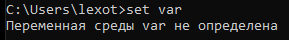 C:\Users\lexot>set var
Переменная среды var не определена